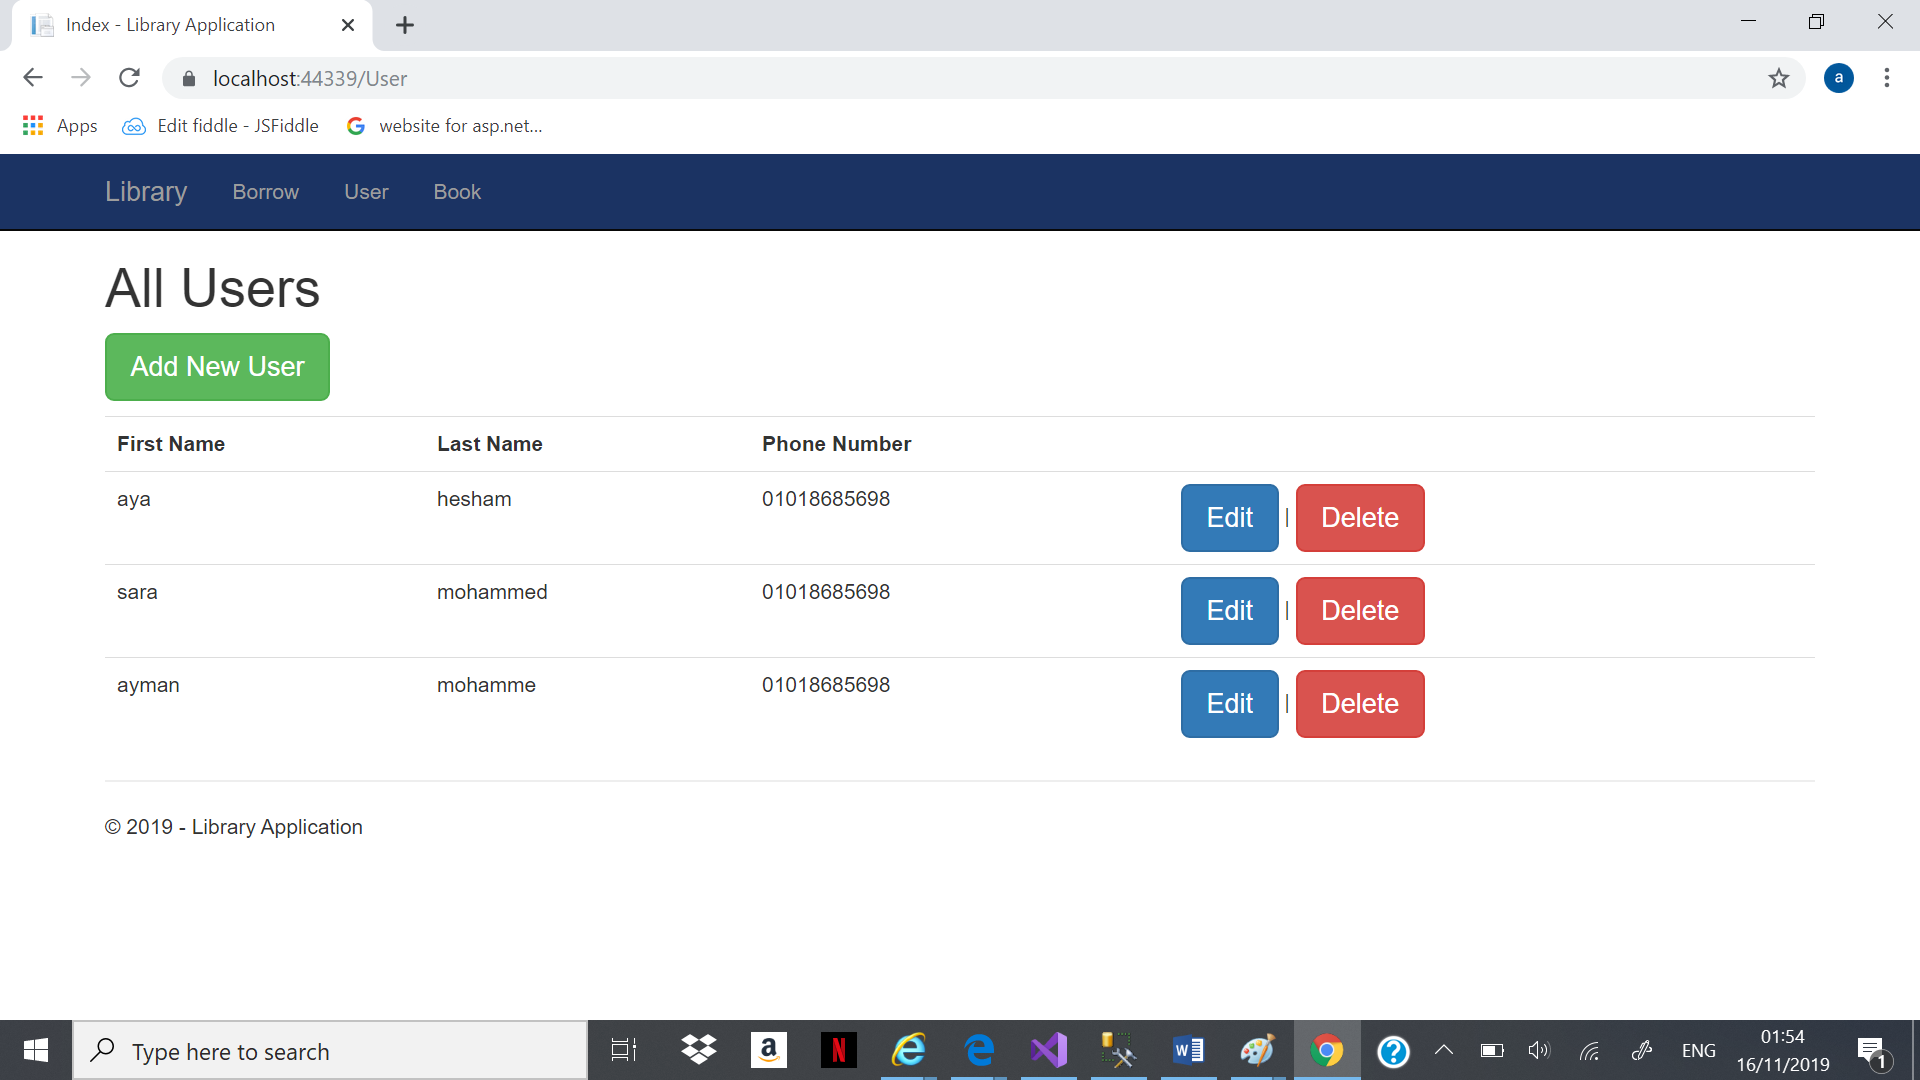 Index - Library Application
localhost:44339/User
a
Apps Edit fiddle - JSFiddle website for asp.net...
Library Borrow User Book
All Users
Add New User
First Name Last Name Phone Number
aya hesham 01018685698 Edit | Delete
sara mohammed 01018685698 Edit | Delete
ayman mohamme 01018685698 Edit | Delete
© 2019 - Library Application
Type here to search
ENG
01:54
16/11/2019
1